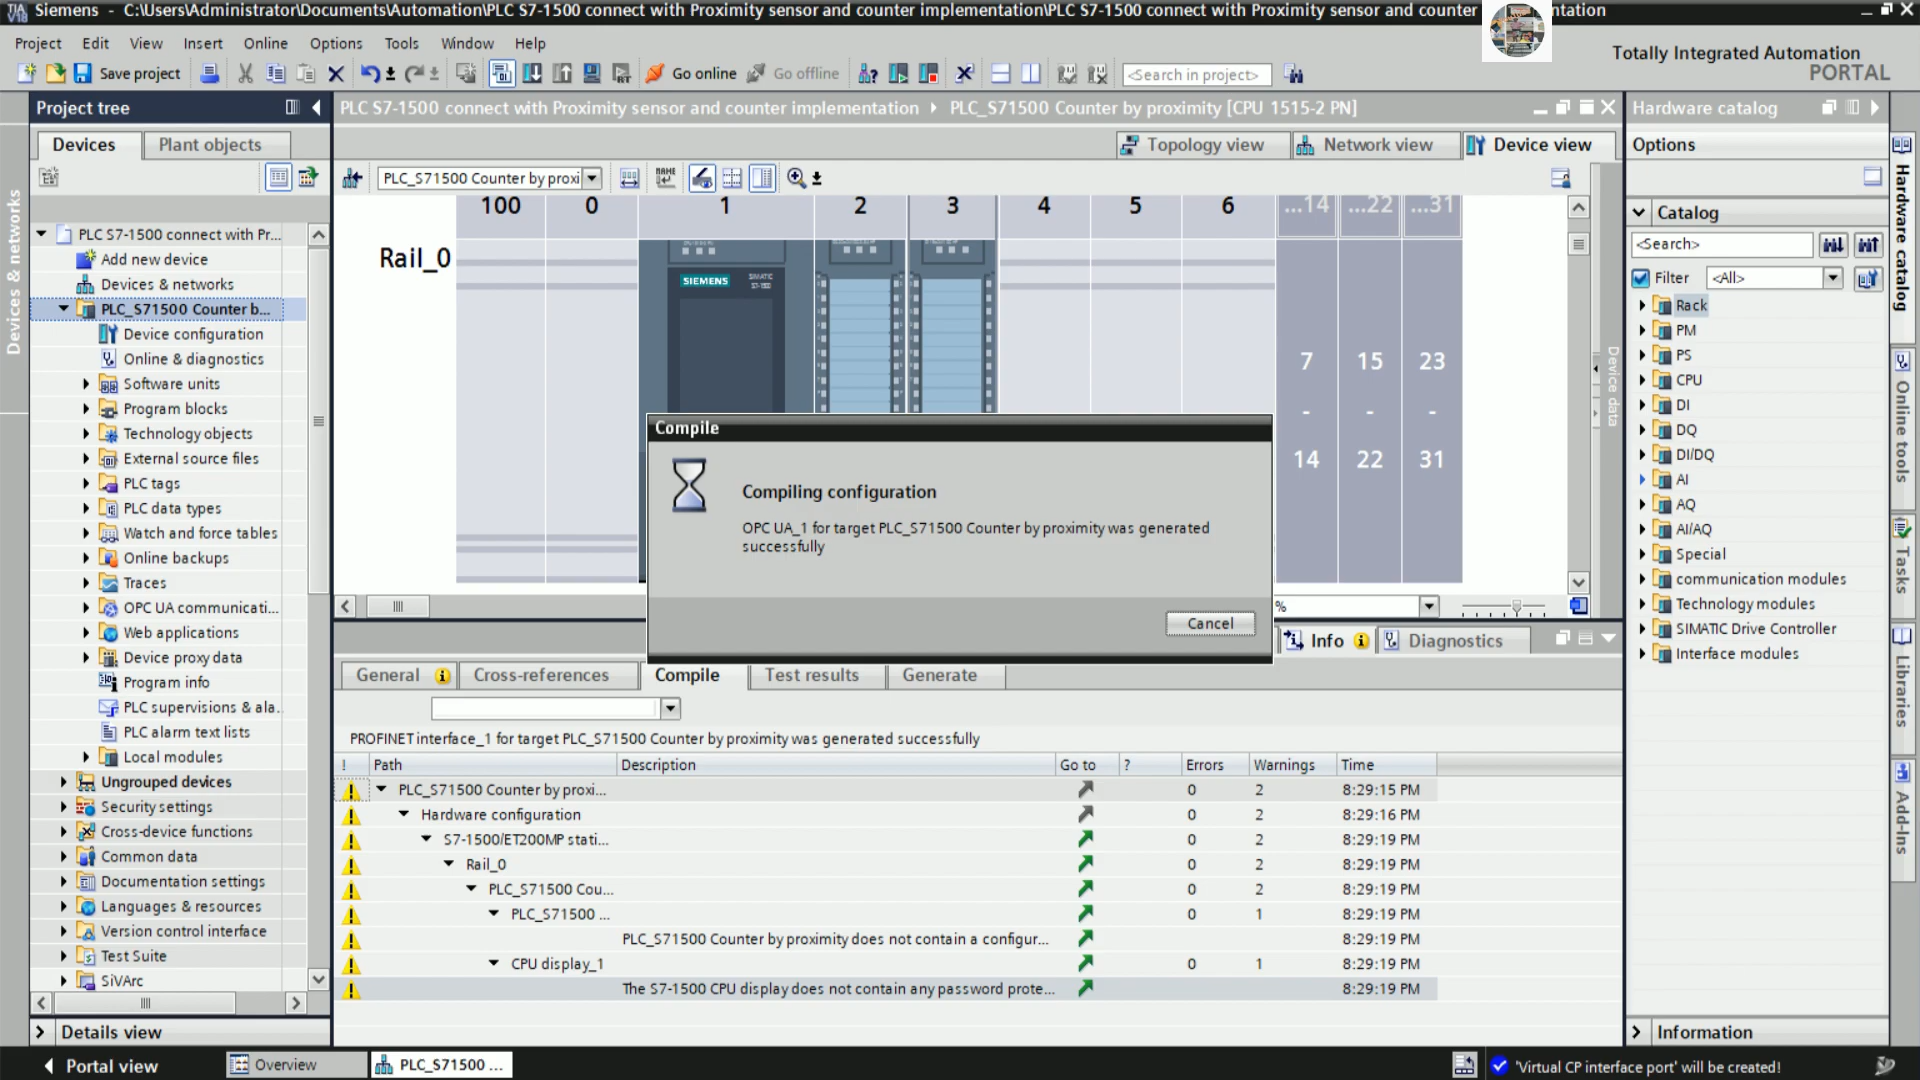 Siemens - C:\Users\Administrator\Documents\Automation\PLC S7-1500 connect with Proximity sensor and counter implementation\PLC S7-1500 connect with Proximity sensor and counter
Project Edit View Insert Online Options Tools Window Help
Totally Integrated Automation
PORTAL
Save project Go online Go offline <Search in project>
Project tree
PLC S7-1500 connect with Proximity sensor and counter implementation PLC_S71500 Counter by proximity [CPU 1515-2 PN]
Hardware catalog
Devices Plant objects
Topology view Network view Device view
Options
PLC_S71500 Counter by proxi
100 0 1 2 3 4 5 6 ...14 ...22 ...31
Rail_0
SIEMENS
SIMATIC
S7-1500
7 15 23
- - -
14 22 31
Device data
Devices & networks
PLC S7-1500 connect with Pr...
Add new device
Devices & networks
PLC_S71500 Counter b...
Device configuration
Online & diagnostics
Software units
Program blocks
Technology objects
External source files
PLC tags
PLC data types
Watch and force tables
Online backups
Traces
OPC UA communicati...
Web applications
Device proxy data
Program info
PLC supervisions & ala.
PLC alarm text lists
Local modules
Ungrouped devices
Security settings
Cross-device functions
Common data
Documentation settings
Languages & resources
Version control interface
Test Suite
SiVArc
Details view
Compile
Compiling configuration
OPC UA_1 for target PLC_S71500 Counter by proximity was generated
successfully
Cancel
%
Info Diagnostics
General Cross-references Compile Test results Generate
PROFINET interface_1 for target PLC_S71500 Counter by proximity was generated successfully
! Path Description Go to ? Errors Warnings Time
PLC_S71500 Counter by proxi... 0 2 8:29:15 PM
Hardware configuration 0 2 8:29:16 PM
S7-1500/ET200MP stati... 0 2 8:29:19 PM
Rail_0 0 2 8:29:19 PM
PLC_S71500 Cou... 0 2 8:29:19 PM
PLC_S71500 ... 0 1 8:29:19 PM
PLC_S71500 Counter by proximity does not contain a configur... 8:29:19 PM
CPU display_1 0 1 8:29:19 PM
The S7-1500 CPU display does not contain any password prote... 8:29:19 PM
Catalog
<Search>
Filter <All>
Rack
PM
PS
CPU
DI
DQ
DI/DQ
AI
AQ
AI/AQ
Special
communication modules
Technology modules
SIMATIC Drive Controller
Interface modules
Information
Hardware catalog
Online tools
Tasks
Libraries
Add-Ins
Portal view Overview PLC_S71500 ... 'Virtual CP interface port' will be created!